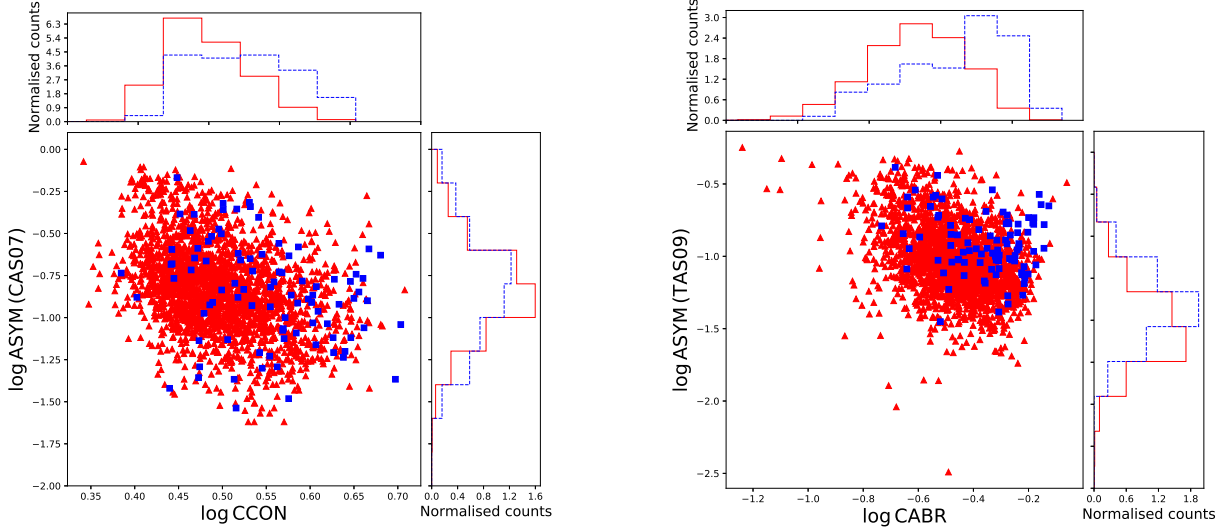 Normalised counts
6.3
5.4
4.5
3.6
2.7
1.8
0.9
0.0
log ASYM (CAS07)
0.00
−0.25
−0.50
−0.75
−1.00
−1.25
−1.50
−1.75
−2.00
0.35 0.40 0.45 0.50 0.55 0.60 0.65 0.70
log CCON
0.0 0.4 0.8 1.2 1.6
Normalised counts
Normalised counts
3.0
2.4
1.8
1.2
0.6
0.0
log ASYM (TAS09)
−0.5
−1.0
−1.5
−2.0
−2.5
−1.2 −1.0 −0.8 −0.6 −0.4 −0.2
log CABR
0.0 0.6 1.2 1.8
Normalised counts